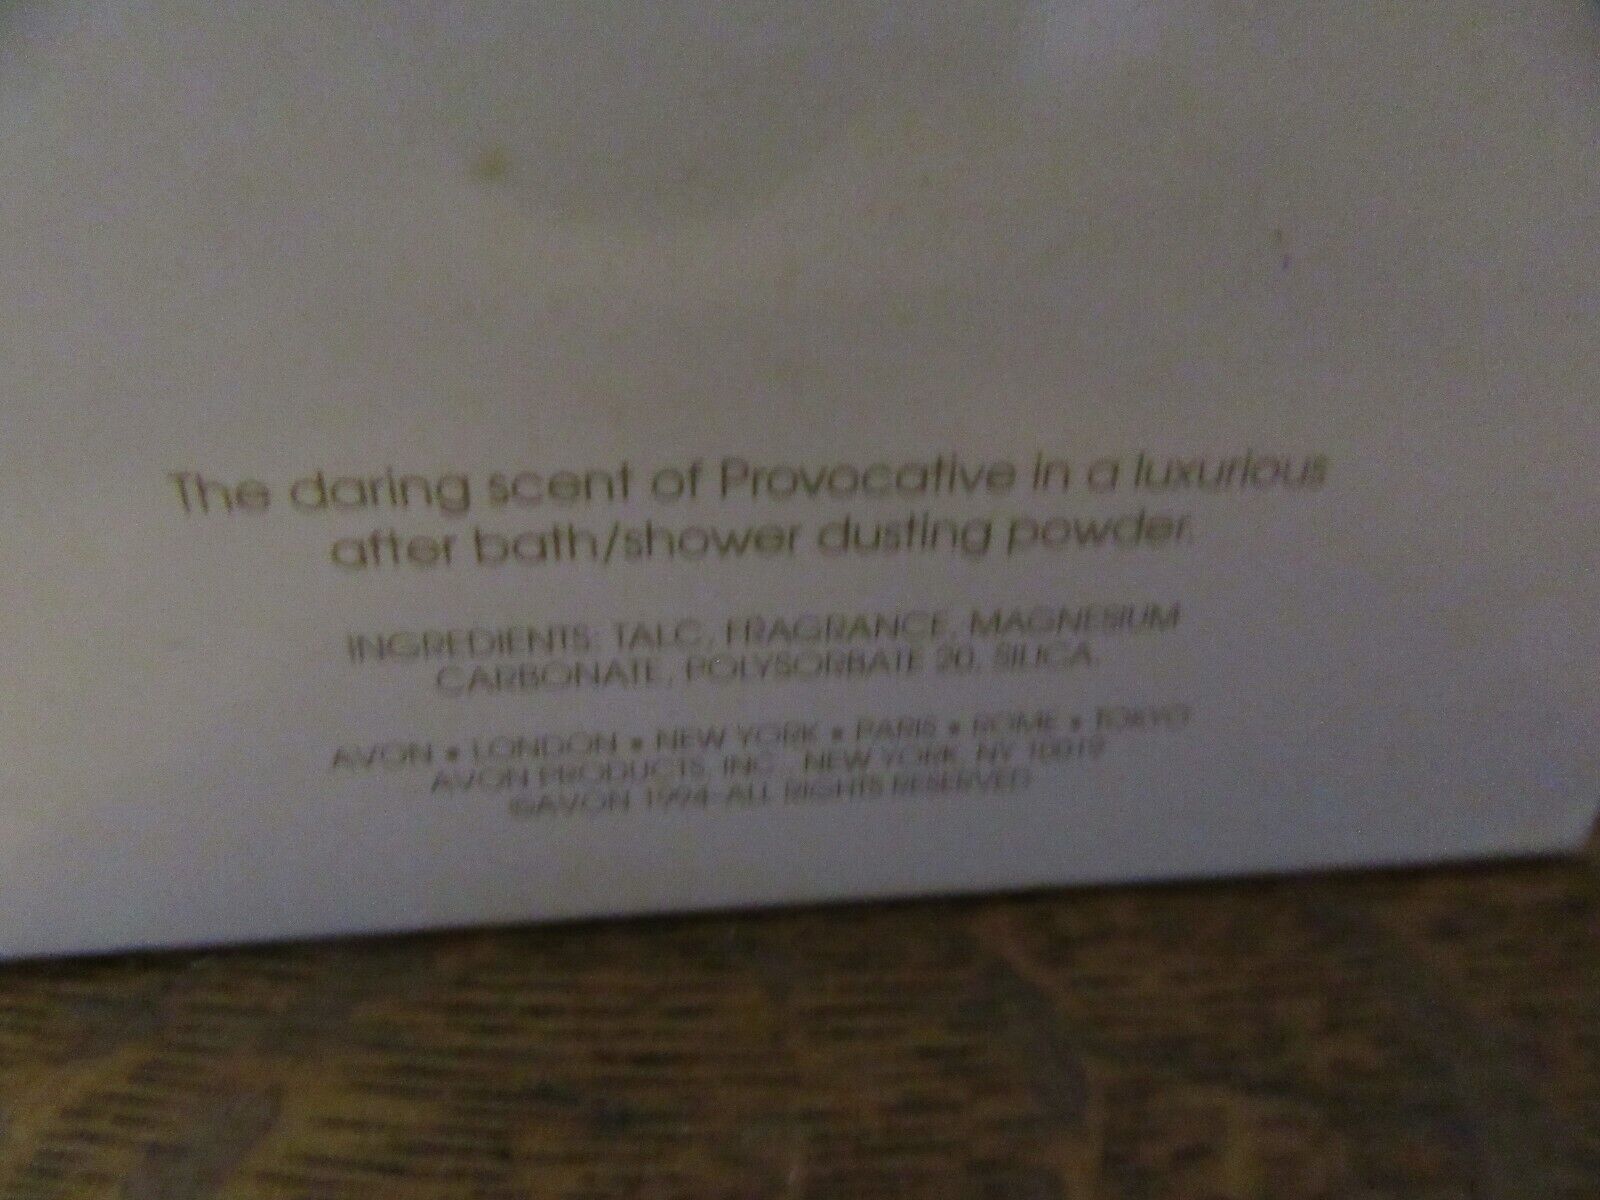 The daring scent of Provocative in a luxurious
after bath/shower dusting powder.
INGREDIENTS: TALC, FRAGRANCE, MAGNESIUM
CARBONATE, POLYSORBATE 20, SILICA.
AVON • LONDON • NEW YORK • PARIS • ROME • TOKYO
AVON PRODUCTS, INC., NEW YORK, NY 10019
©AVON 1994 ALL RIGHTS RESERVED